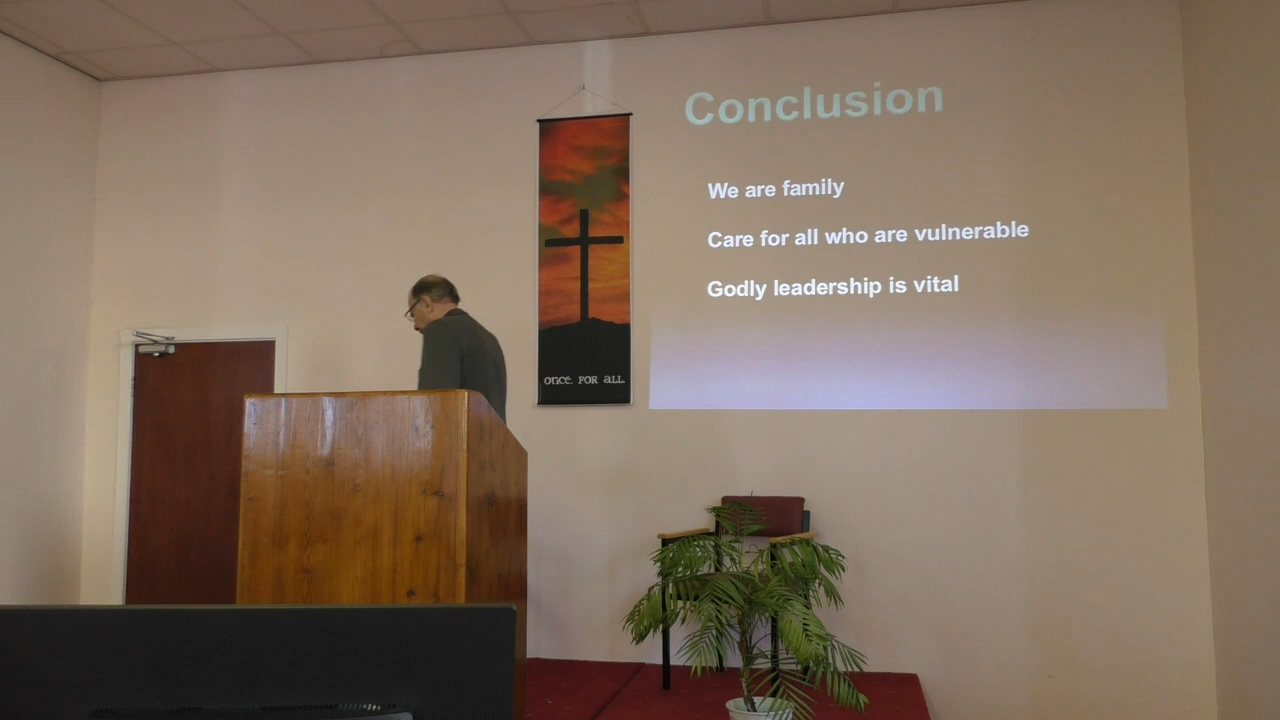 Conclusion
We are family
Care for all who are vulnerable
Godly leadership is vital
once. FOR aLL.